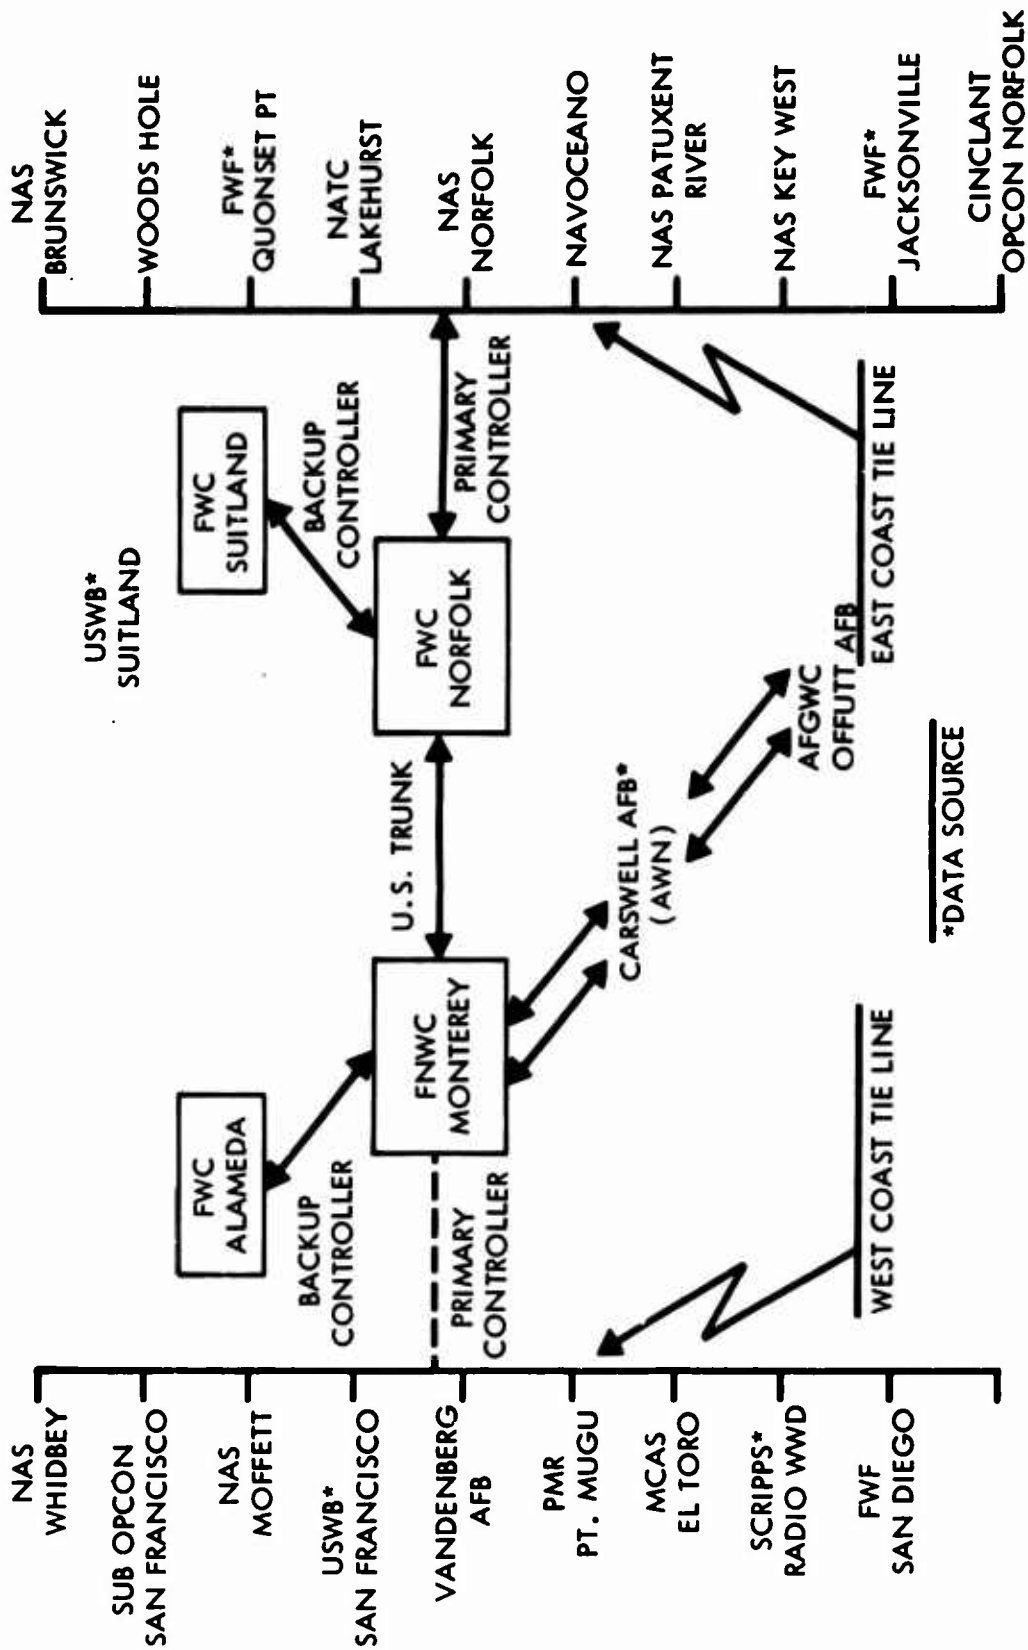 NAS
WHIDBEY
SUB OPCON
SAN FRANCISCO
NAS
MOFFETT
USWB*
SAN FRANCISCO
VANDENBERG
AFB
PMR
PT. MUGU
MCAS
EL TORO
SCRIPPS*
RADIO WWD
FWF
SAN DIEGO
FWC
ALAMEDA
BACKUP
CONTROLLER
PRIMARY
CONTROLLER
FNWC
MONTEREY
WEST COAST TIE LINE
U.S. TRUNK
CARSWELL AFB*
(AWN)
AFGWC
OFFUTT AFB
*DATA SOURCE
USWB*
SUITLAND
FWC
SUITLAND
BACKUP
CONTROLLER
FWC
NORFOLK
PRIMARY
CONTROLLER
EAST COAST TIE LINE
NAS
BRUNSWICK
WOODS HOLE
FWF*
QUONSET PT
NATC
LAKEHURST
NAS
NORFOLK
NAVOCEANO
NAS PATUXENT
RIVER
NAS KEY WEST
FWF*
JACKSONVILLE
CINCLANT
OPCON NORFOLK